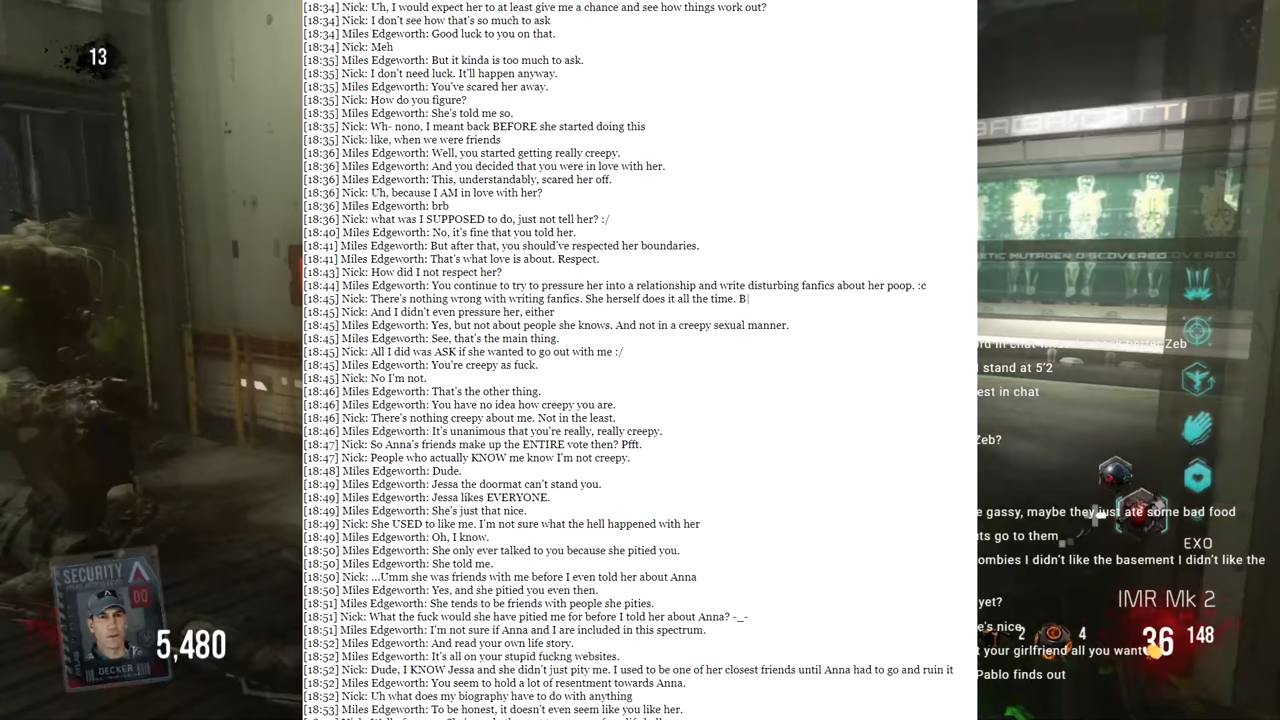 13
[18:34] Nick: Uh, I would expect her to at least give me a chance and see how things work out?
[18:34] Nick: I don't see how that's so much to ask
[18:34] Miles Edgeworth: Good luck to you on that.
[18:34] Nick: Meh
[18:35] Miles Edgeworth: But it kinda is too much to ask.
[18:35] Nick: I don't need luck. It'll happen anyway.
[18:35] Miles Edgeworth: You've scared her away.
[18:35] Nick: How do you figure?
[18:35] Miles Edgeworth: She's told me so.
[18:35] Nick: Wh- nono, I meant back BEFORE she started doing this
[18:35] Nick: like, when we were friends
[18:36] Miles Edgeworth: Well, you started getting really creepy.
[18:36] Miles Edgeworth: And you decided that you were in love with her.
[18:36] Miles Edgeworth: This, understandably, scared her off.
[18:36] Nick: Uh, because I AM in love with her?
[18:36] Miles Edgeworth: brb
[18:36] Nick: what was I SUPPOSED to do, just not tell her? :/
[18:40] Miles Edgeworth: No, it's fine that you told her.
[18:41] Miles Edgeworth: But after that, you should've respected her boundaries.
[18:41] Miles Edgeworth: That's what love is about. Respect.
[18:43] Nick: How did I not respect her?
[18:44] Miles Edgeworth: You continue to try to pressure her into a relationship and write disturbing fanfics about her poop. :c
[18:45] Nick: There's nothing wrong with writing fanfics. She herself does it all the time. B|
[18:45] Nick: And I didn't even pressure her, either
[18:45] Miles Edgeworth: Yes, but not about people she knows. And not in a creepy sexual manner.
[18:45] Miles Edgeworth: See, that's the main thing.
[18:45] Nick: All I did was ASK if she wanted to go out with me :/
[18:45] Miles Edgeworth: You're creepy as fuck.
[18:45] Nick: No I'm not.
[18:46] Miles Edgeworth: That's the other thing.
[18:46] Miles Edgeworth: You have no idea how creepy you are.
[18:46] Nick: There's nothing creepy about me. Not in the least.
[18:46] Miles Edgeworth: It's unanimous that you're really, really creepy.
[18:47] Nick: So Anna's friends make up the ENTIRE vote then? Pfft.
[18:47] Nick: People who actually KNOW me know I'm not creepy.
[18:48] Miles Edgeworth: Dude.
[18:49] Miles Edgeworth: Jessa the doormat can't stand you.
[18:49] Miles Edgeworth: Jessa likes EVERYONE.
[18:49] Miles Edgeworth: She's just that nice.
[18:49] Nick: She USED to like me. I'm not sure what the hell happened with her
[18:49] Miles Edgeworth: Oh, I know.
[18:50] Miles Edgeworth: She only ever talked to you because she pitied you.
[18:50] Miles Edgeworth: She told me.
[18:50] Nick: ...Umm she was friends with me before I even told her about Anna
[18:50] Miles Edgeworth: Yes, and she pitied you even then.
[18:51] Miles Edgeworth: She tends to be friends with people she pities.
[18:51] Nick: What the fuck would she have pitied me for before I told her about Anna? -_-
[18:51] Miles Edgeworth: I'm not sure if Anna and I are included in this spectrum.
[18:52] Miles Edgeworth: And read your own life story.
[18:52] Miles Edgeworth: It's all on your stupid fuckng websites.
[18:52] Nick: Dude, I KNOW Jessa and she didn't just pity me. I used to be one of her closest friends until Anna had to go and ruin it
[18:52] Miles Edgeworth: You seem to hold a lot of resentment towards Anna.
[18:52] Nick: Uh what does my biography have to do with anything
[18:53] Miles Edgeworth: To be honest, it doesn't even seem like you like her.
Zeb
I stand at 5'2
est in chat
Zeb?
e gassy, maybe they just ate some bad food
ts go to them
EXO
ombies I didn't like the basement I didn't like the
yet?
IMR Mk 2
e's nice
2
4
36
148
t your girlfriend all you want
Pablo finds out
SECURITY
00
DECKER
5,480